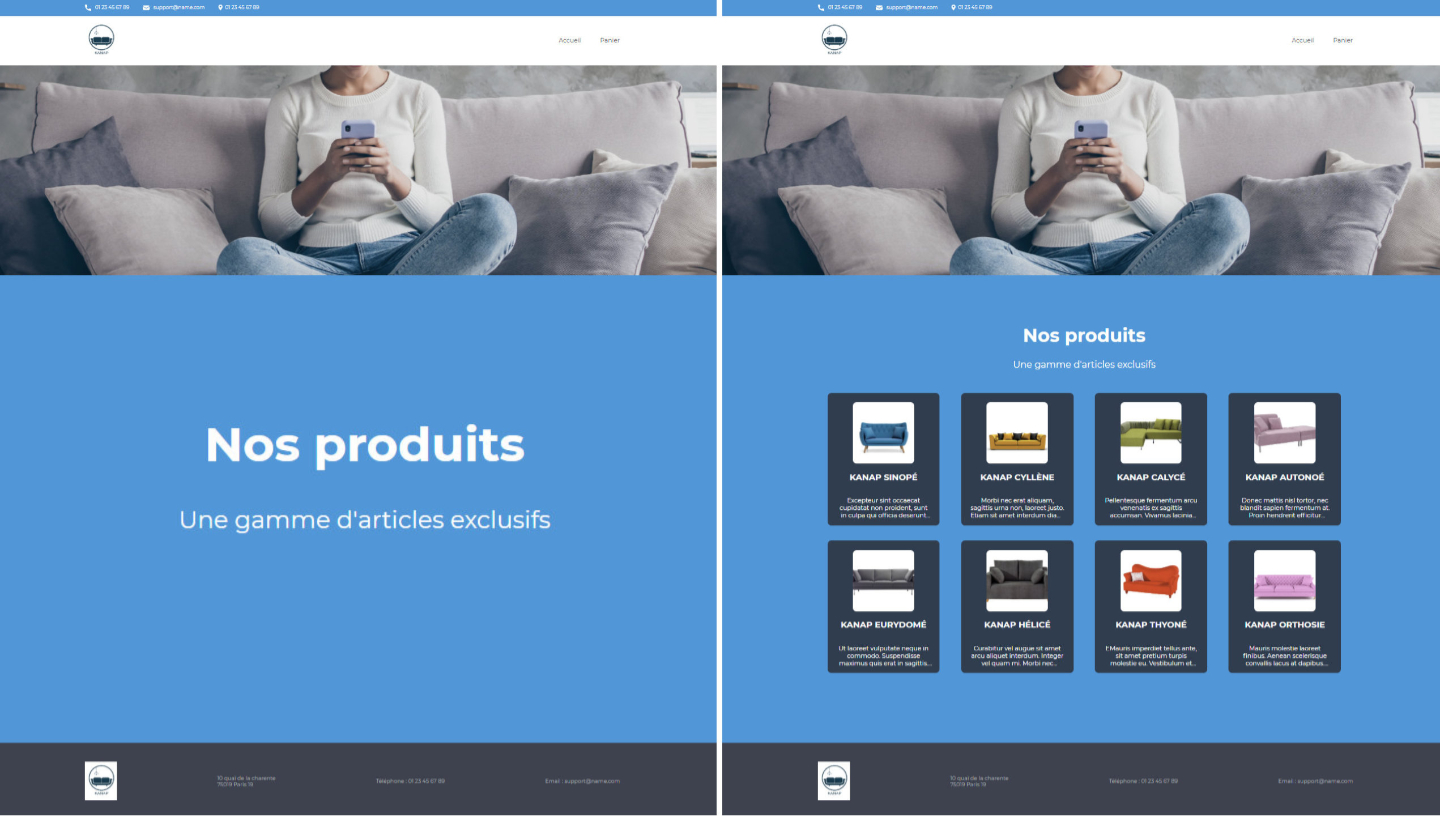 01 23 45 67 89 support@name.com 01 23 45 67 89
KANAP
Accueil Panier
Nos produits
Une gamme d'articles exclusifs
KANAP
10 quai de la charente
75019 Paris 19
Téléphone : 01 23 45 67 89
Email : support@name.com
01 23 45 67 89 support@name.com 01 23 45 67 89
KANAP
Accueil Panier
Nos produits
Une gamme d'articles exclusifs
KANAP SINOPÉ
Excepteur sint occaecat
cupidatat non proident, sunt
in culpa qui officia deserunt...
KANAP CYLLÈNE
Morbi nec erat aliquam,
sagittis urna non, laoreet justo.
Etiam sit amet interdum dia...
KANAP CALYCÉ
Pellentesque fermentum arcu
venenatis ex sagittis
accumsan. Vivamus lacinia...
KANAP AUTONOÉ
Donec mattis nisl tortor, nec
blandit sapien fermentum at.
Proin hendrerit efficitur...
KANAP EURYDOMÉ
Ut laoreet vulputate neque in
commodo. Suspendisse
maximus quis erat in sagittis...
KANAP HÉLICÉ
Curabitur vel augue sit amet
arcu aliquet interdum. Integer
vel quam mi. Morbi nec...
KANAP THYONÉ
EMauris imperdiet tellus ante,
sit amet pretium turpis
molestie eu. Vestibulum et...
KANAP ORTHOSIE
Mauris molestie laoreet
finibus. Aenean scelerisque
convallis lacus at dapibus...
KANAP
10 quai de la charente
75019 Paris 19
Téléphone : 01 23 45 67 89
Email : support@name.com